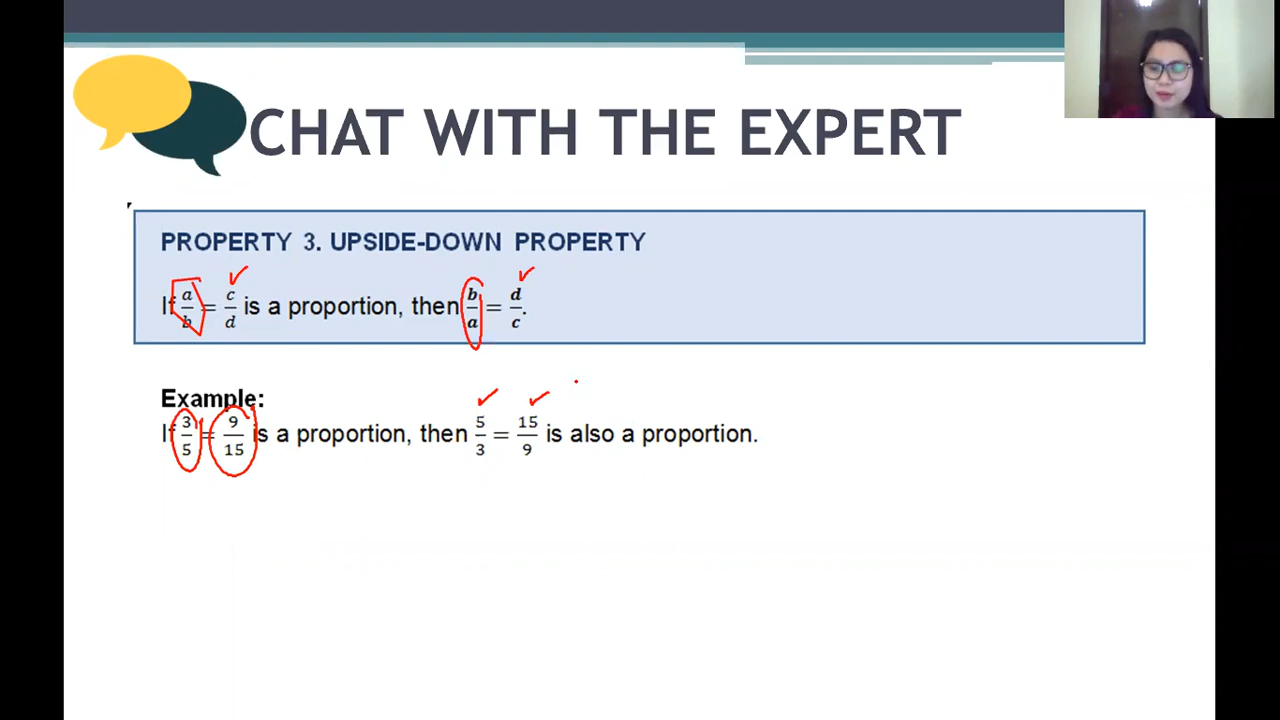 CHAT WITH THE EXPERT
PROPERTY 3. UPSIDE-DOWN PROPERTY
If a/b = c/d is a proportion, then b/a = d/c.
Example:
If 3/5 = 9/15 is a proportion, then 5/3 = 15/9 is also a proportion.